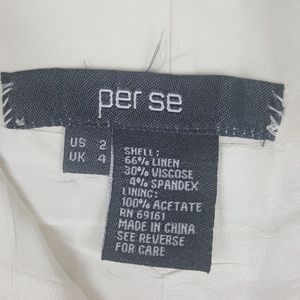 per se
US 2
UK 4
SHELL:
66% LINEN
30% VISCOSE
4% SPANDEX
LINING:
100% ACETATE
RN 69161
MADE IN CHINA
SEE REVERSE
FOR CARE